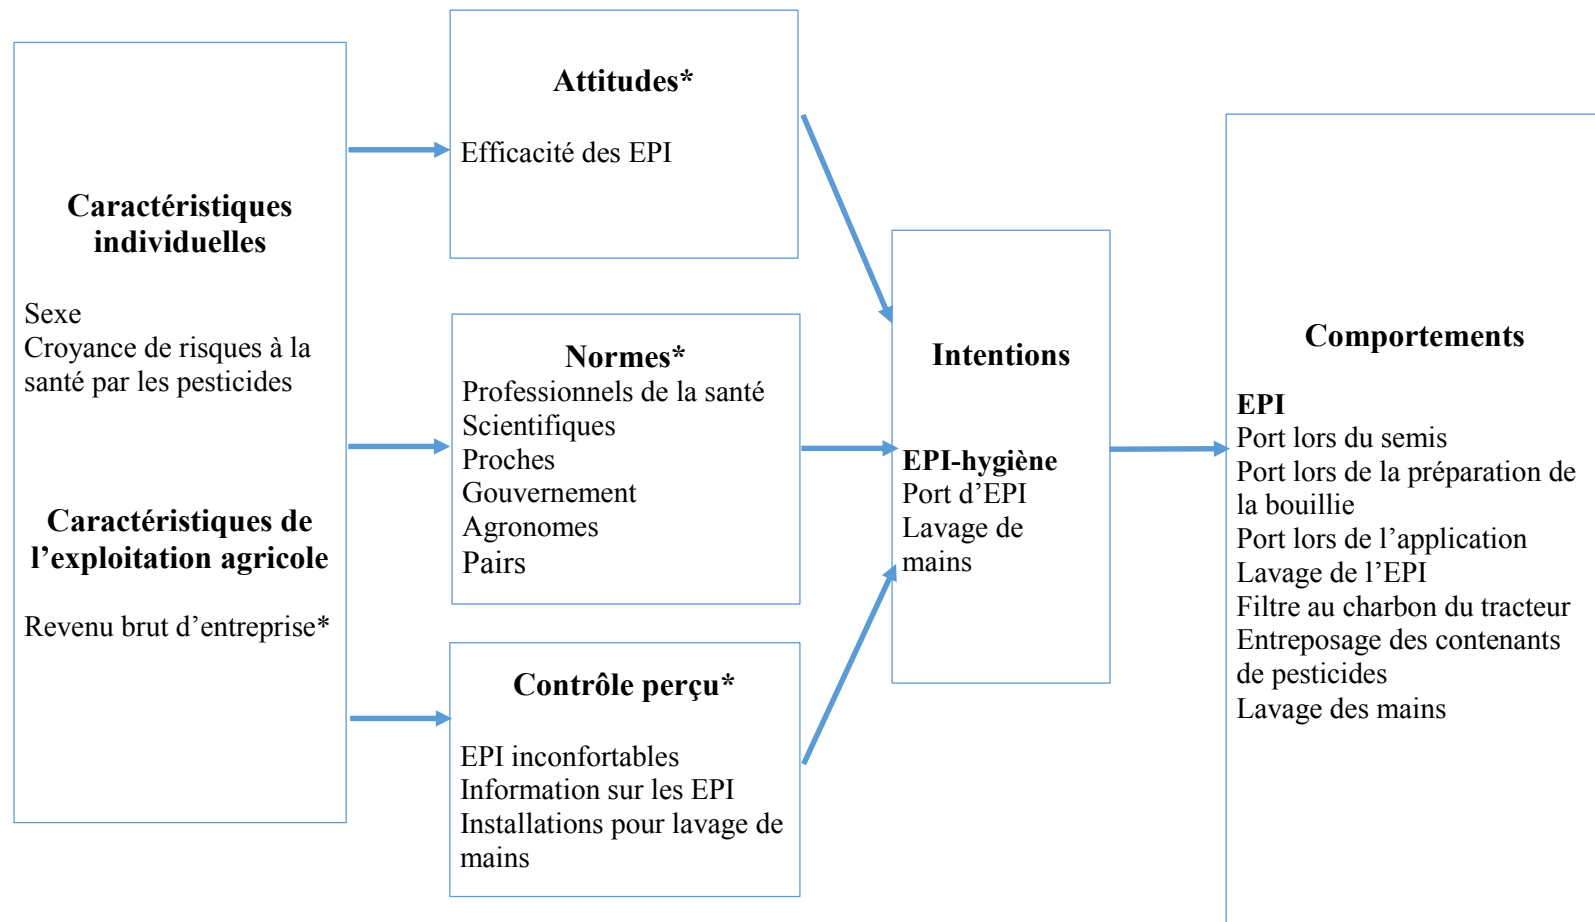 Caractéristiques
individuelles
Sexe
Croyance de risques à la
santé par les pesticides
Caractéristiques de
l’exploitation agricole
Revenu brut d’entreprise*
Attitudes*
Efficacité des EPI
Normes*
Professionnels de la santé
Scientifiques
Proches
Gouvernement
Agronomes
Pairs
Contrôle perçu*
EPI inconfortables
Information sur les EPI
Installations pour lavage de
mains
Intentions
EPI-hygiène
Port d’EPI
Lavage de
mains
Comportements
EPI
Port lors du semis
Port lors de la préparation de
la bouillie
Port lors de l’application
Lavage de l’EPI
Filtre au charbon du tracteur
Entreposage des contenants
de pesticides
Lavage des mains